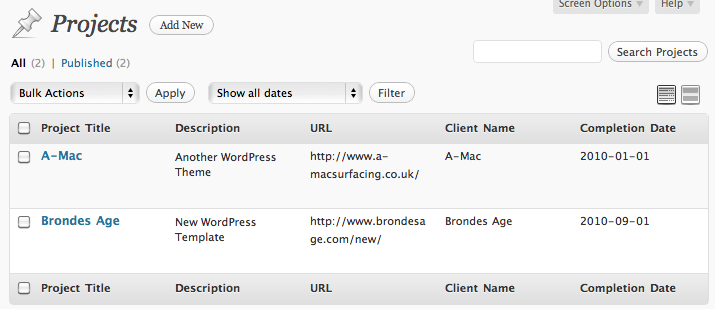 Screen Options ▼ Help ▼
Projects Add New
All (2) | Published (2)
Search Projects
Bulk Actions Apply Show all dates Filter
Project Title Description URL Client Name Completion Date
A-Mac Another WordPress http://www.a- A-Mac 2010-01-01
Theme macsurfacing.co.uk/
Brondes Age New WordPress http://www.brondesa Brondes Age 2010-09-01
Template ge.com/new/
Project Title Description URL Client Name Completion Date